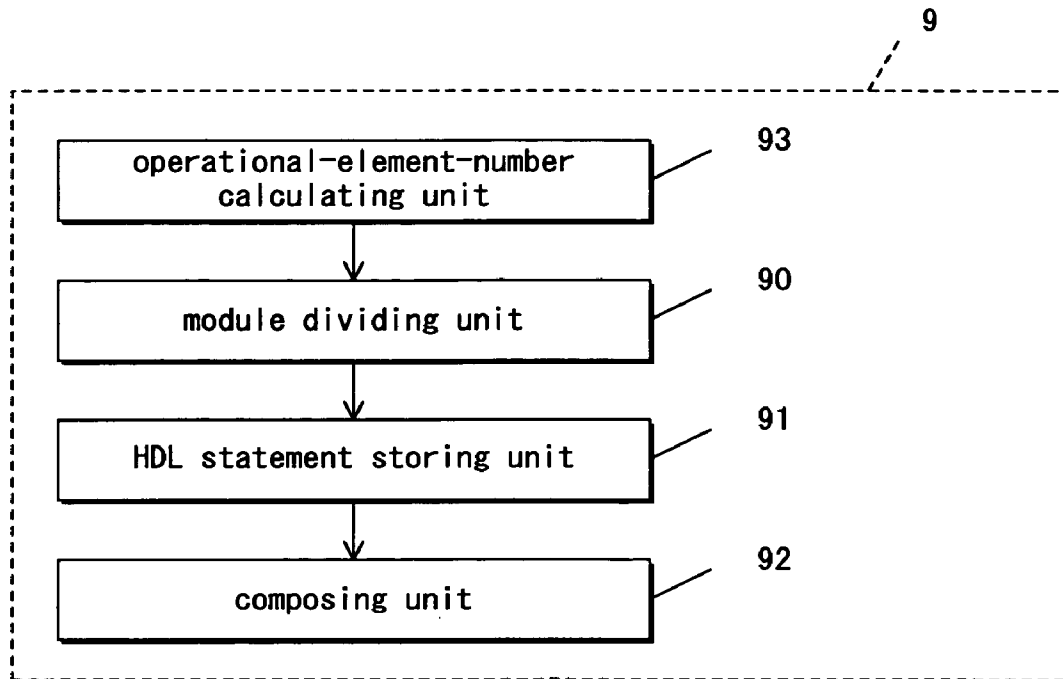 9
operational-element-number
calculating unit
93
module dividing unit
90
HDL statement storing unit
91
composing unit
92